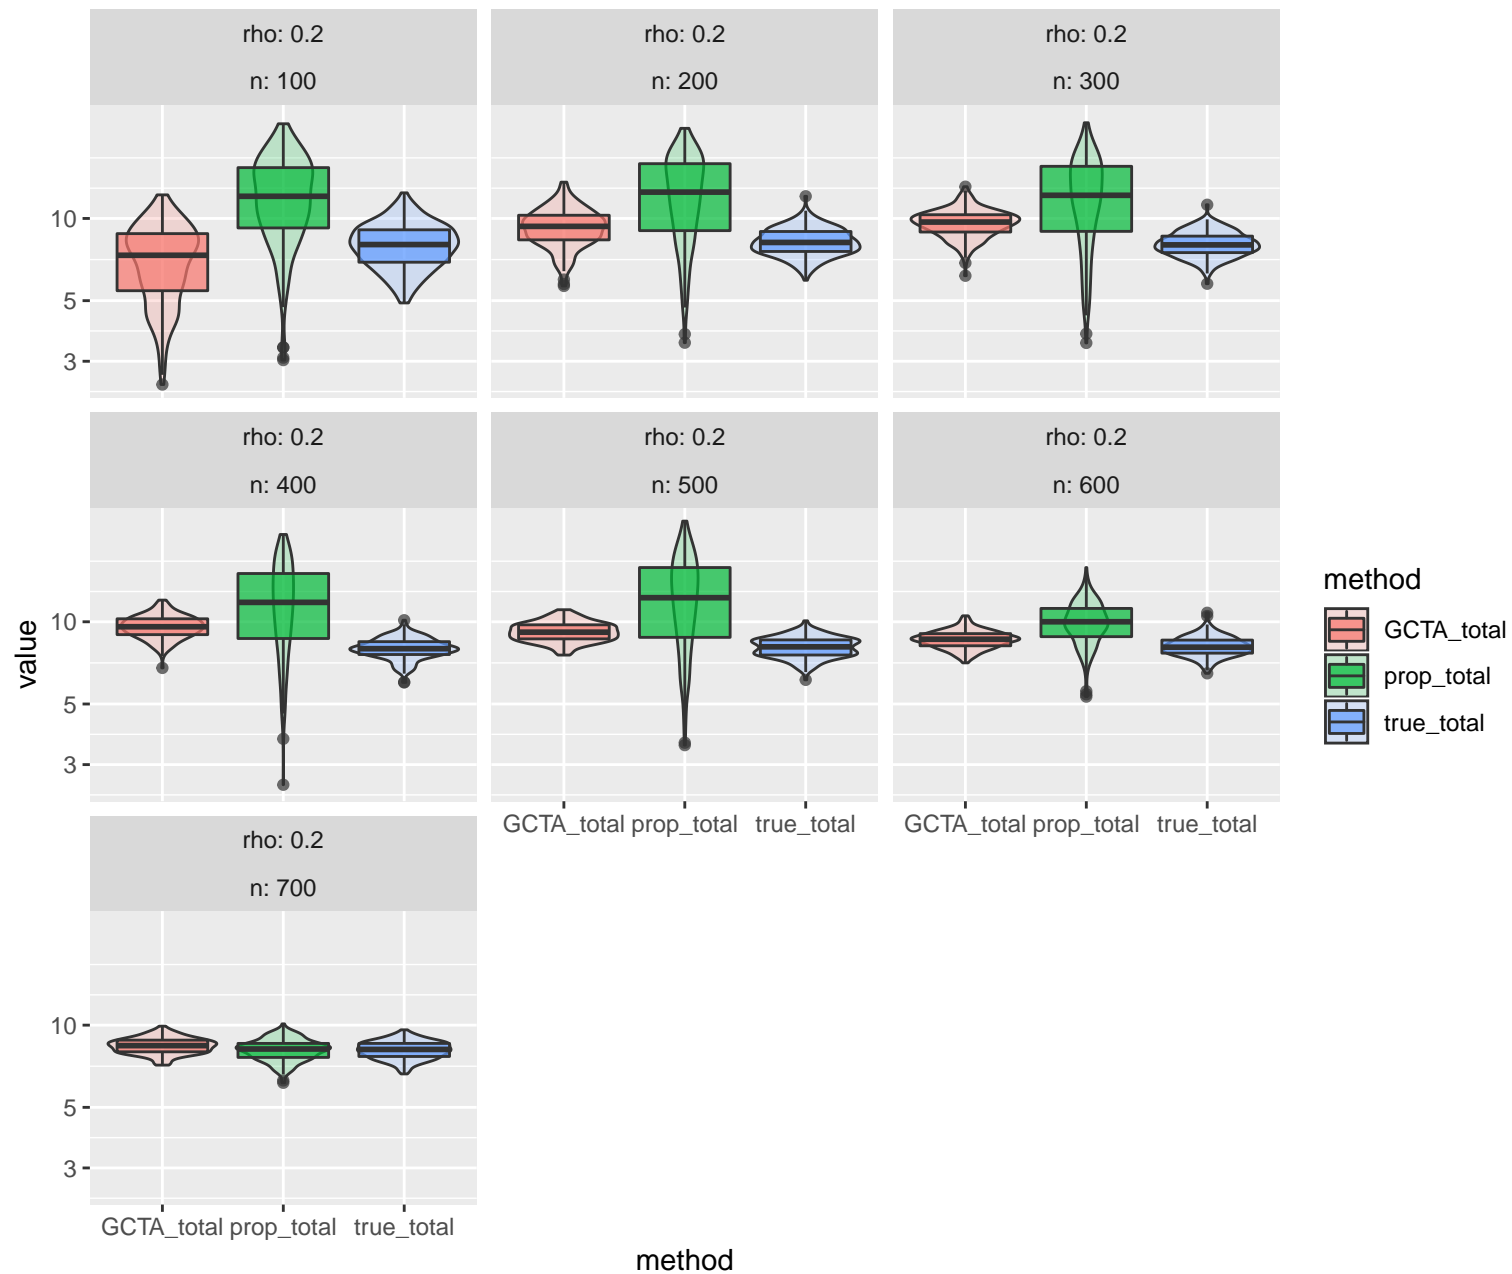 rho: 0.2
rho: 0.2
rho: 0.2
n: 100
n: 200
n: 300
10
5
3
rho: 0.2
rho: 0.2
rho: 0.2
n: 400
n: 500
n: 600
10
5
3
GCTA_total prop_total true_total
GCTA_total prop_total true_total
rho: 0.2
n: 700
10
5
3
GCTA_total prop_total true_total
value
method
method
GCTA_total
prop_total
true_total